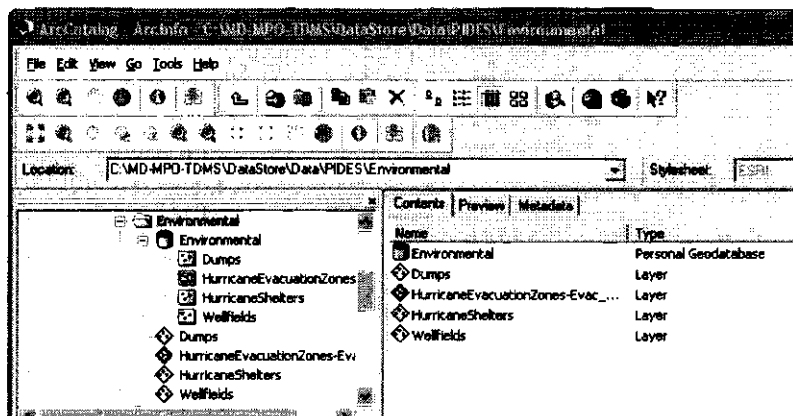 ArcCatalog - ArcInfo - C:\MD-MPO-TDMS\DataStore\Data\PIDES\Environmental
File Edit View Go Tools Help
Location: C:\MD-MPO-TDMS\DataStore\Data\PIDES\Environmental Stylesheet: ESRI
Environmental
Environmental
Dumps
HurricaneEvacuationZones
HurricaneShelters
Wellfields
Dumps
HurricaneEvacuationZones-Eva
HurricaneShelters
Wellfields
Contents Preview Metadata
Name Type
Environmental Personal Geodatabase
Dumps Layer
HurricaneEvacuationZones-Evac_... Layer
HurricaneShelters Layer
Wellfields Layer